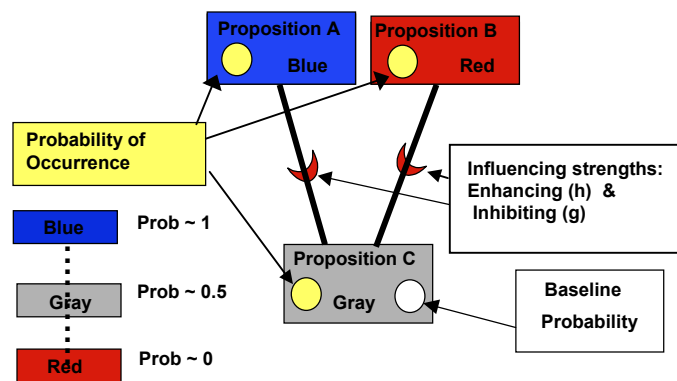 Proposition A
Blue
Proposition B
Red
Probability of
Occurrence
Influencing strengths:
Enhancing (h) &
Inhibiting (g)
Blue
Prob ~ 1
Gray
Prob ~ 0.5
Red
Prob ~ 0
Proposition C
Gray
Baseline
Probability